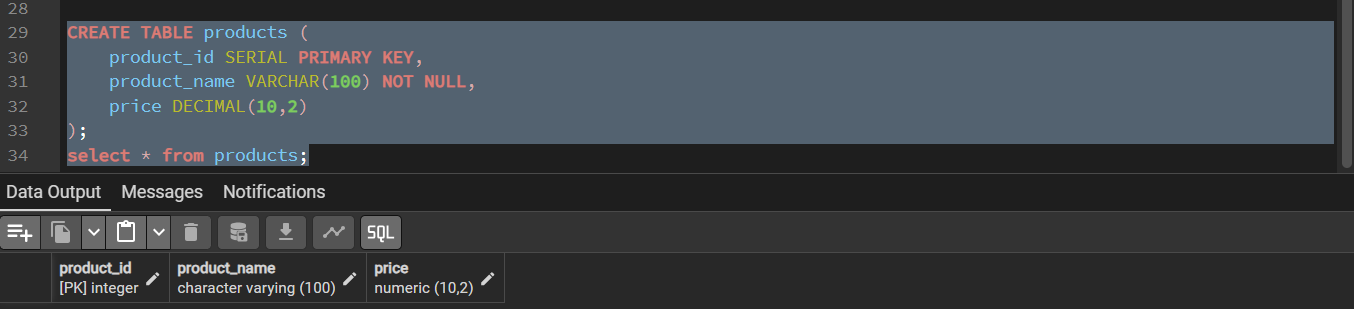 28
29 CREATE TABLE products (
30 product_id SERIAL PRIMARY KEY,
31 product_name VARCHAR(100) NOT NULL,
32 price DECIMAL(10,2)
33 );
34 select * from products;
Data Output Messages Notifications
SQL
product_id product_name price
[PK] integer character varying (100) numeric (10,2)